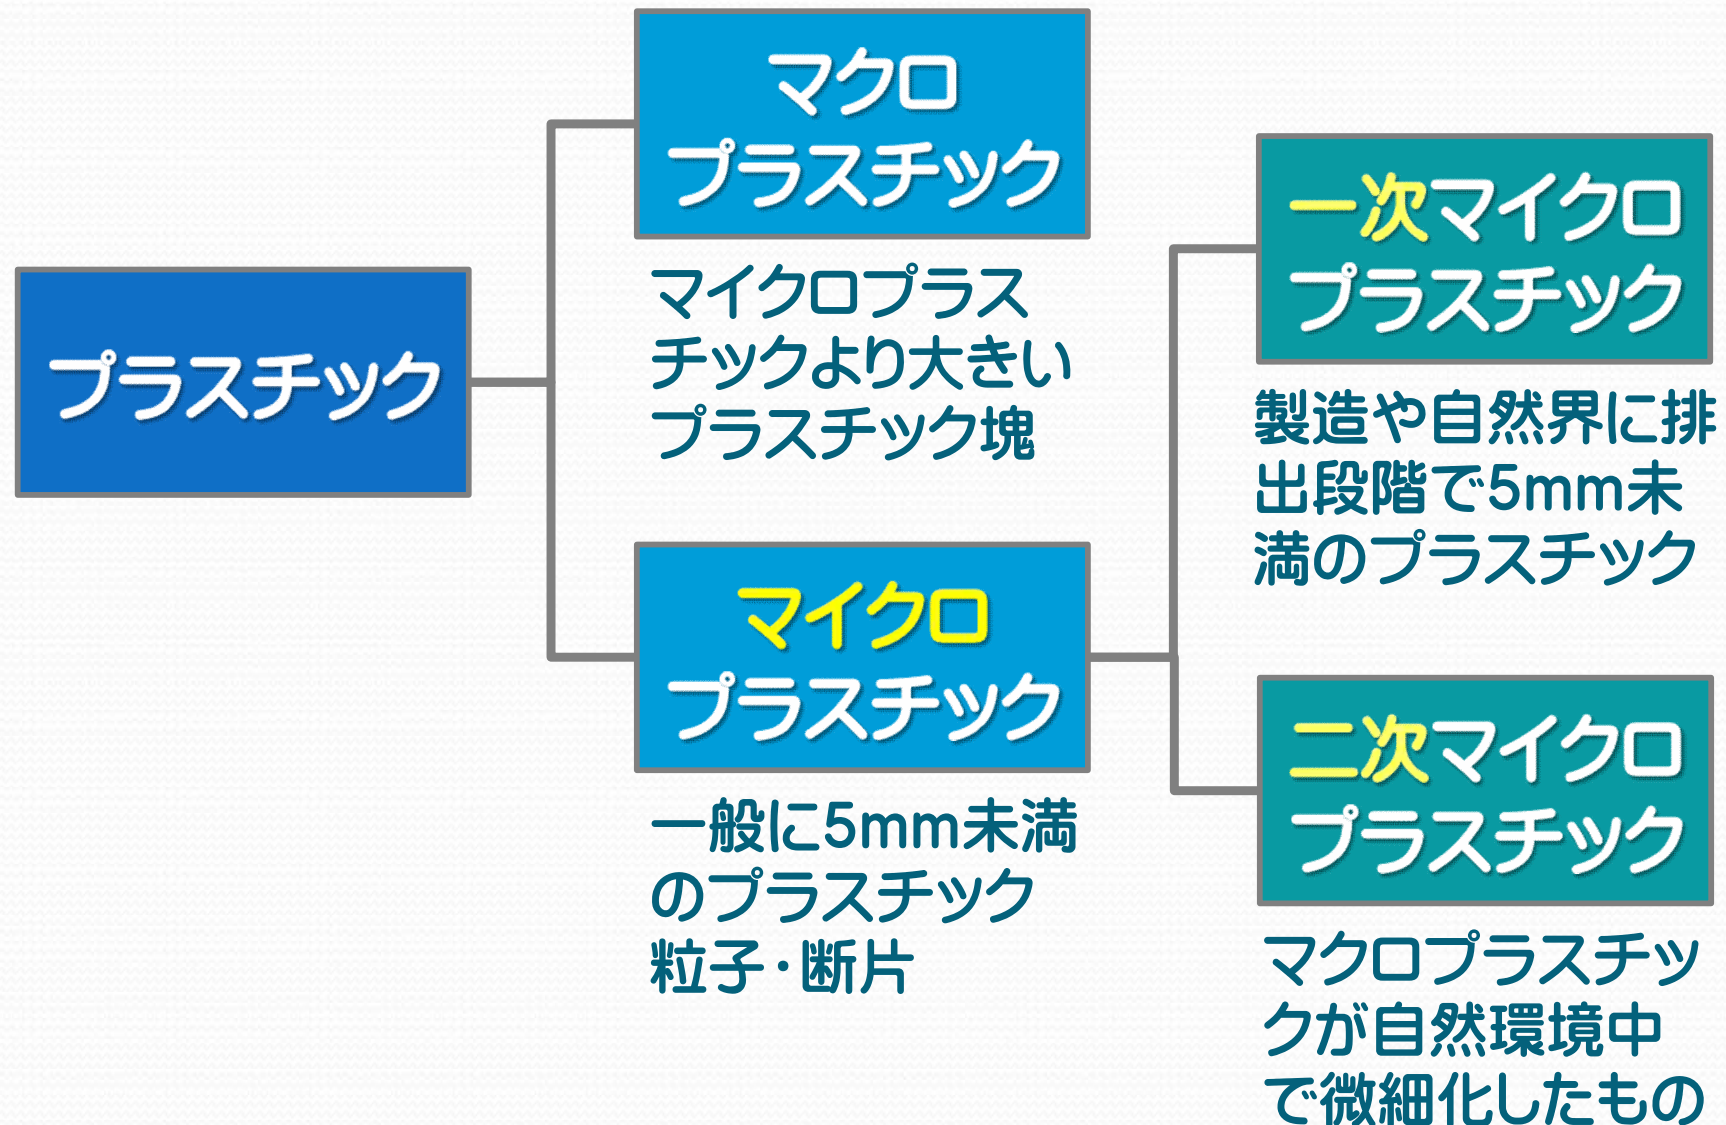 プラスチック
マクロ
プラスチック
マイクロプラス
チックより大きい
プラスチック塊
マイクロ
プラスチック
一般に5mm未満
のプラスチック
粒子・断片
一次マイクロ
プラスチック
製造や自然界に排
出段階で5mm未
満のプラスチック
二次マイクロ
プラスチック
マクロプラスチッ
クが自然環境中
で微細化したもの